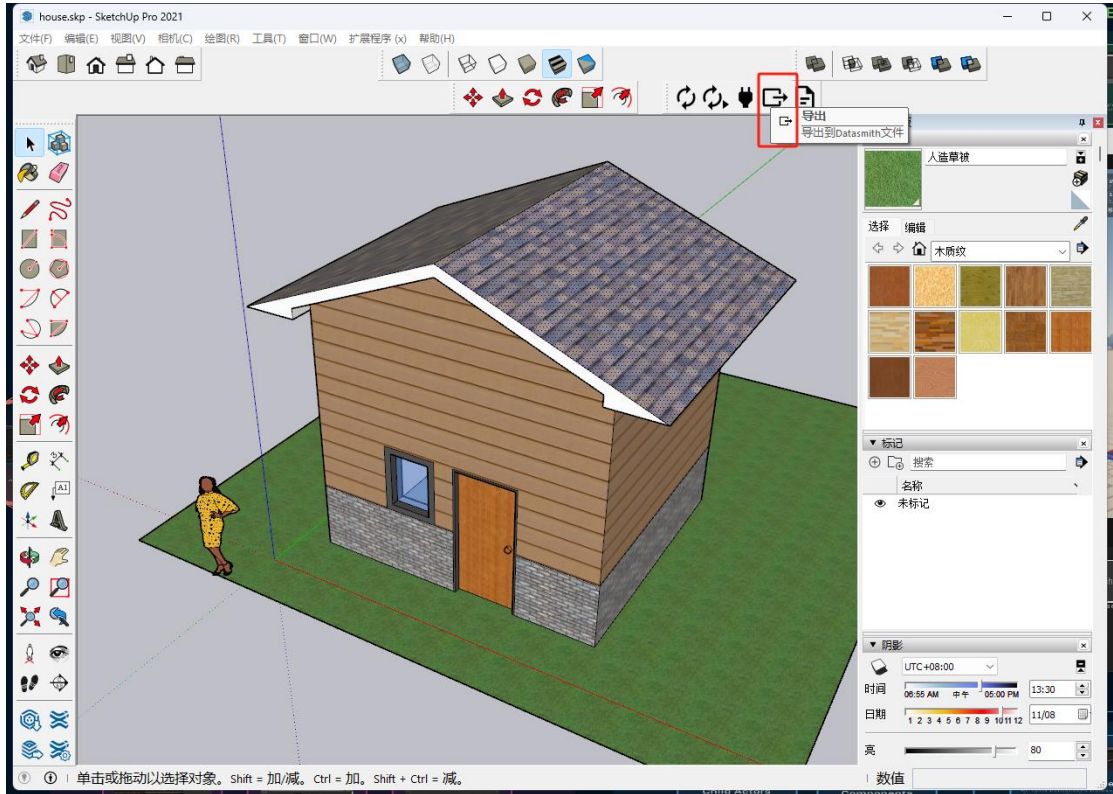 house.skp - SketchUp Pro 2021
文件(F) 编辑(E) 视图(V) 相机(C) 绘图(R) 工具(T) 窗口(W) 扩展程序 (x) 帮助(H)
导出
导出到Datasmith文件
人造草被
选择 编辑
木质纹
A1
标记
搜索
名称
未标记
阴影
UTC+08:00
时间 06:55 AM 中午 05:00 PM 13:30
日期 1 2 3 4 5 6 7 8 9 10 11 12 11/08
亮 80
单击或拖动以选择对象。Shift = 加/减。Ctrl = 加。Shift + Ctrl = 减。
数值